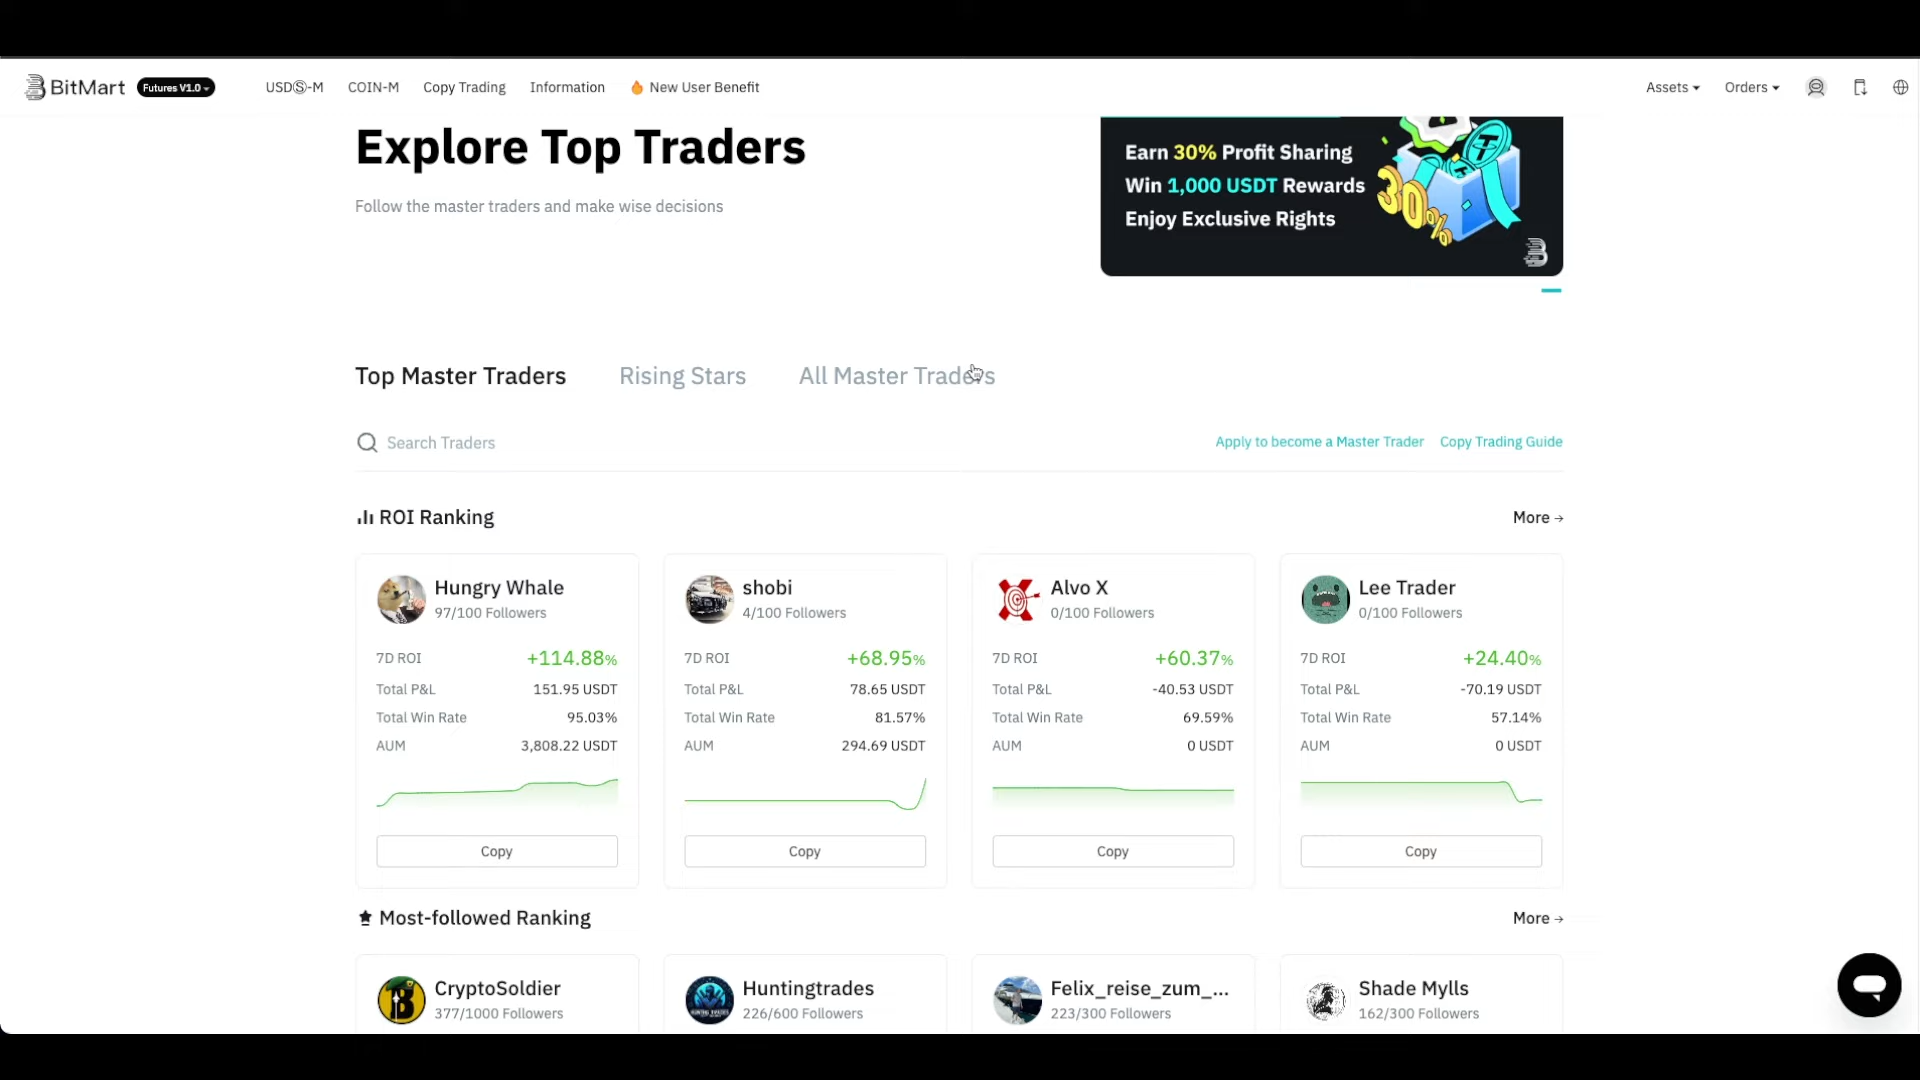 BitMart Futures V1.0 USDⓈ-M COIN-M Copy Trading Information New User Benefit Assets Orders
Explore Top Traders
Follow the master traders and make wise decisions
Earn 30% Profit Sharing
Win 1,000 USDT Rewards
Enjoy Exclusive Rights
30%
Top Master Traders Rising Stars All Master Traders
Search Traders Apply to become a Master Trader Copy Trading Guide
ROI Ranking More →
Hungry Whale
97/100 Followers
7D ROI +114.88%
Total P&L 151.95 USDT
Total Win Rate 95.03%
AUM 3,808.22 USDT
Copy
shobi
4/100 Followers
7D ROI +68.95%
Total P&L 78.65 USDT
Total Win Rate 81.57%
AUM 294.69 USDT
Copy
Alvo X
0/100 Followers
7D ROI +60.37%
Total P&L -40.53 USDT
Total Win Rate 69.59%
AUM 0 USDT
Copy
Lee Trader
0/100 Followers
7D ROI +24.40%
Total P&L -70.19 USDT
Total Win Rate 57.14%
AUM 0 USDT
Copy
Most-followed Ranking More →
CryptoSoldier
377/1000 Followers
Huntingtrades
226/600 Followers
Felix_reise_zum_...
223/300 Followers
Shade Mylls
162/300 Followers